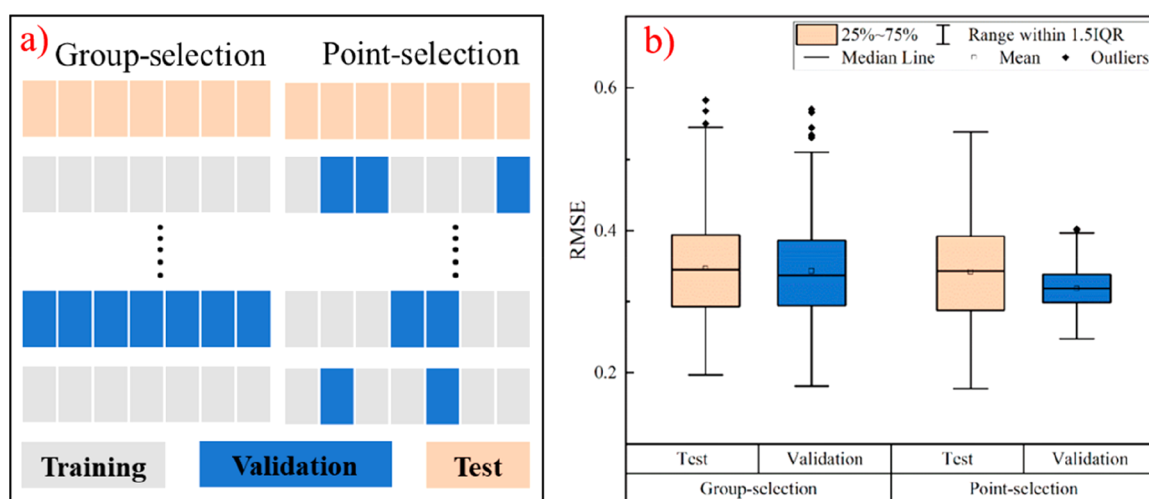 a)
Group-selection Point-selection
Training Validation Test
b)
25%~75% Range within 1.5IQR
Median Line Mean Outliers
RMSE
0.6
0.4
0.2
Test Validation Test Validation
Group-selection Point-selection